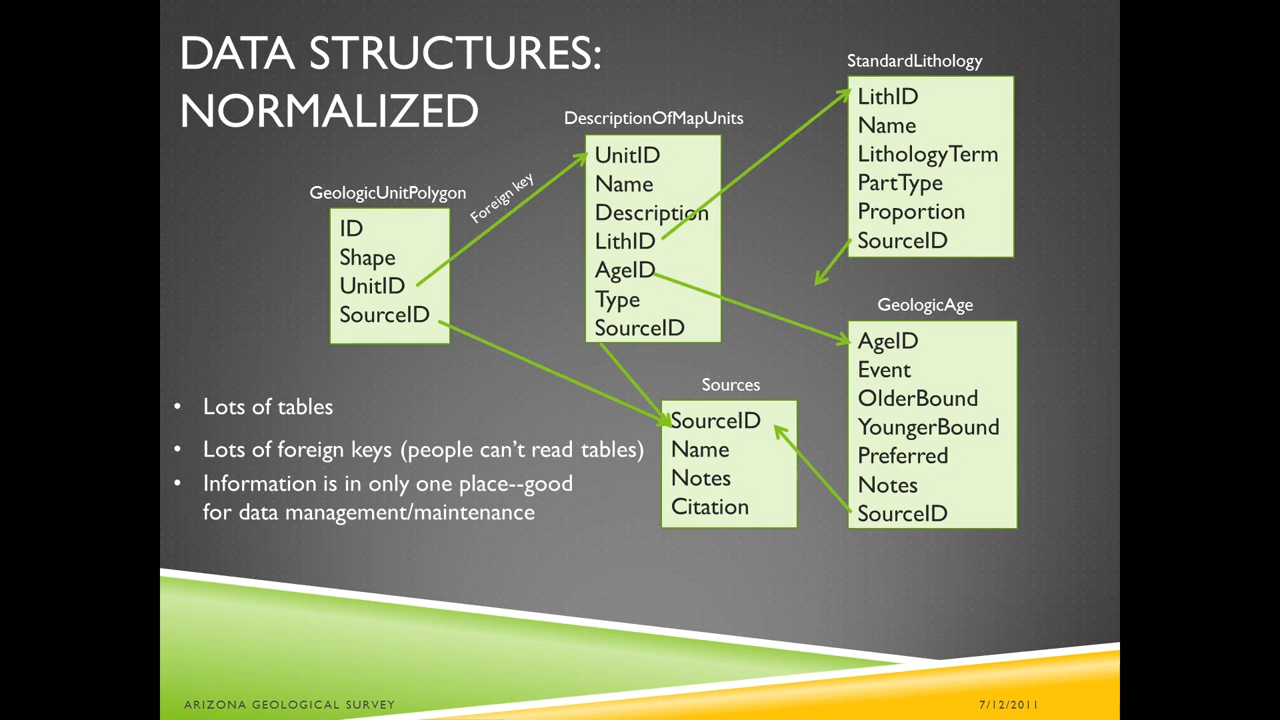 DATA STRUCTURES:
NORMALIZED
GeologicUnitPolygon
ID
Shape
UnitID
SourceID
Foreign key
DescriptionOfMapUnits
UnitID
Name
Description
LithID
AgeID
Type
SourceID
StandardLithology
LithID
Name
LithologyTerm
PartType
Proportion
SourceID
GeologicAge
AgeID
Event
OlderBound
YoungerBound
Preferred
Notes
SourceID
Sources
SourceID
Name
Notes
Citation
• Lots of tables
• Lots of foreign keys (people can't read tables)
• Information is in only one place--good
for data management/maintenance
ARIZONA GEOLOGICAL SURVEY
7/12/2011